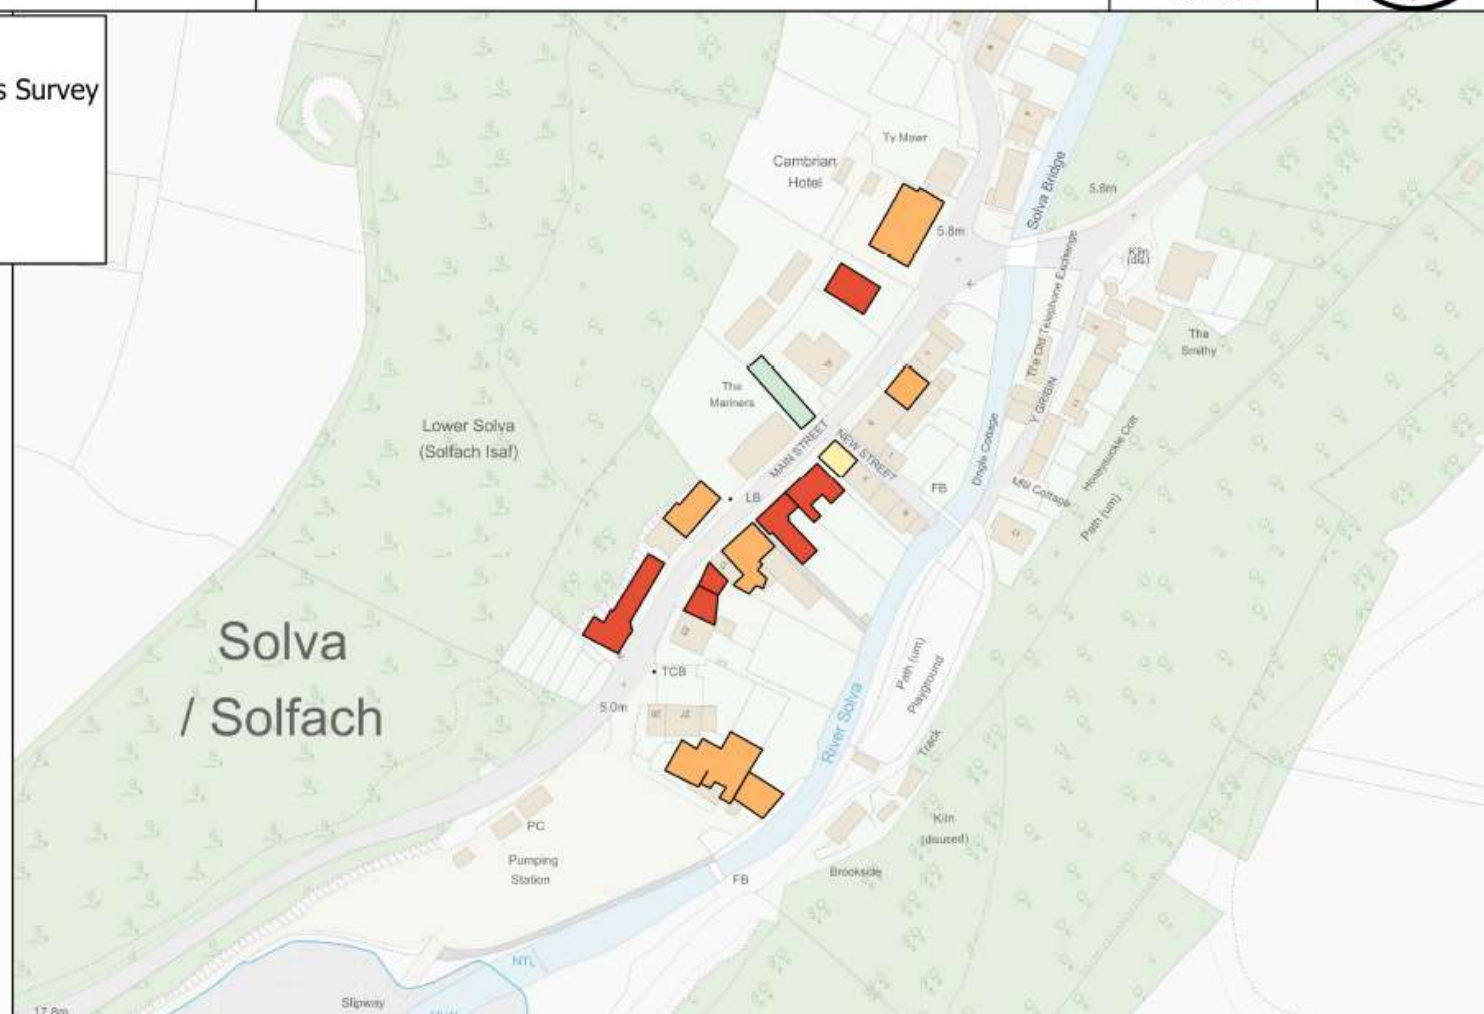 s Survey
Ty Mawr
Cambrian
Hotel
Solva Bridge
5.8m
5.8m
Kiln
(dis)
The Old Telephone Exchange
The
Smithy
The
Mariners
Y GRIBIN
Lower Solva
(Solfach Isaf)
MAIN STREET
NEW STREET
Dingle Cottage
Honeysuckle Cott
LB
FB
Mill Cottage
Path (um)
Solva
/ Solfach
TCB
Path (um)
Playground
5.0m
River Solva
Track
PC
Kiln
(disused)
Pumping
Station
Brookside
FB
NTL
Slipway
17.8m